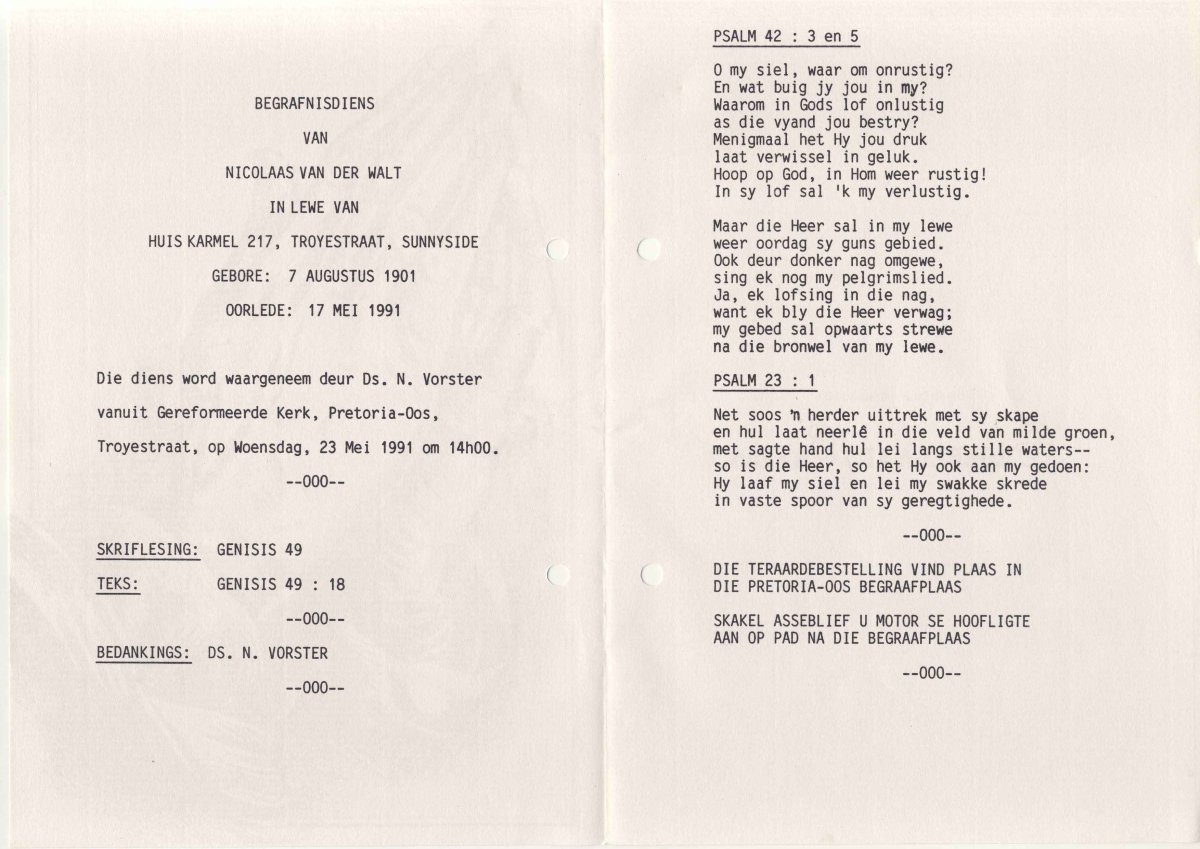 BEGRAFNISDIENS
VAN
NICOLAAS VAN DER WALT
IN LEWE VAN
HUIS KARMEL 217, TROYESTRAAT, SUNNYSIDE
GEBORE: 7 AUGUSTUS 1901
OORLEDE: 17 MEI 1991
Die diens word waargeneem deur Ds. N. Vorster
vanuit Gereformeerde Kerk, Pretoria-Oos,
Troyestraat, op Woensdag, 23 Mei 1991 om 14h00.
--000--
SKRIFLESING: GENISIS 49
TEKS: GENISIS 49 : 18
--000--
BEDANKINGS: DS. N. VORSTER
--000--
PSALM 42 : 3 en 5
O my siel, waar om onrustig?
En wat buig jy jou in my?
Waarom in Gods lof onlustig
as die vyand jou bestry?
Menigmaal het Hy jou druk
laat verwissel in geluk.
Hoop op God, in Hom weer rustig!
In sy lof sal 'k my verlustig.
Maar die Heer sal in my lewe
weer oordag sy guns gebied.
Ook deur donker nag omgewe,
sing ek nog my pelgrimslied.
Ja, ek lofsing in die nag,
want ek bly die Heer verwag;
my gebed sal opwaarts strewe
na die bronwel van my lewe.
PSALM 23 : 1
Net soos 'n herder uittrek met sy skape
en hul laat neerlê in die veld van milde groen,
met sagte hand hul lei langs stille waters--
so is die Heer, so het Hy ook aan my gedoen:
Hy laaf my siel en lei my swakke skrede
in vaste spoor van sy geregtighede.
--000--
DIE TERAARDEBESTELLING VIND PLAAS IN
DIE PRETORIA-OOS BEGRAAFPLAAS
SKAKEL ASSEBLIEF U MOTOR SE HOOFLIGTE
AAN OP PAD NA DIE BEGRAAFPLAAS
--000--